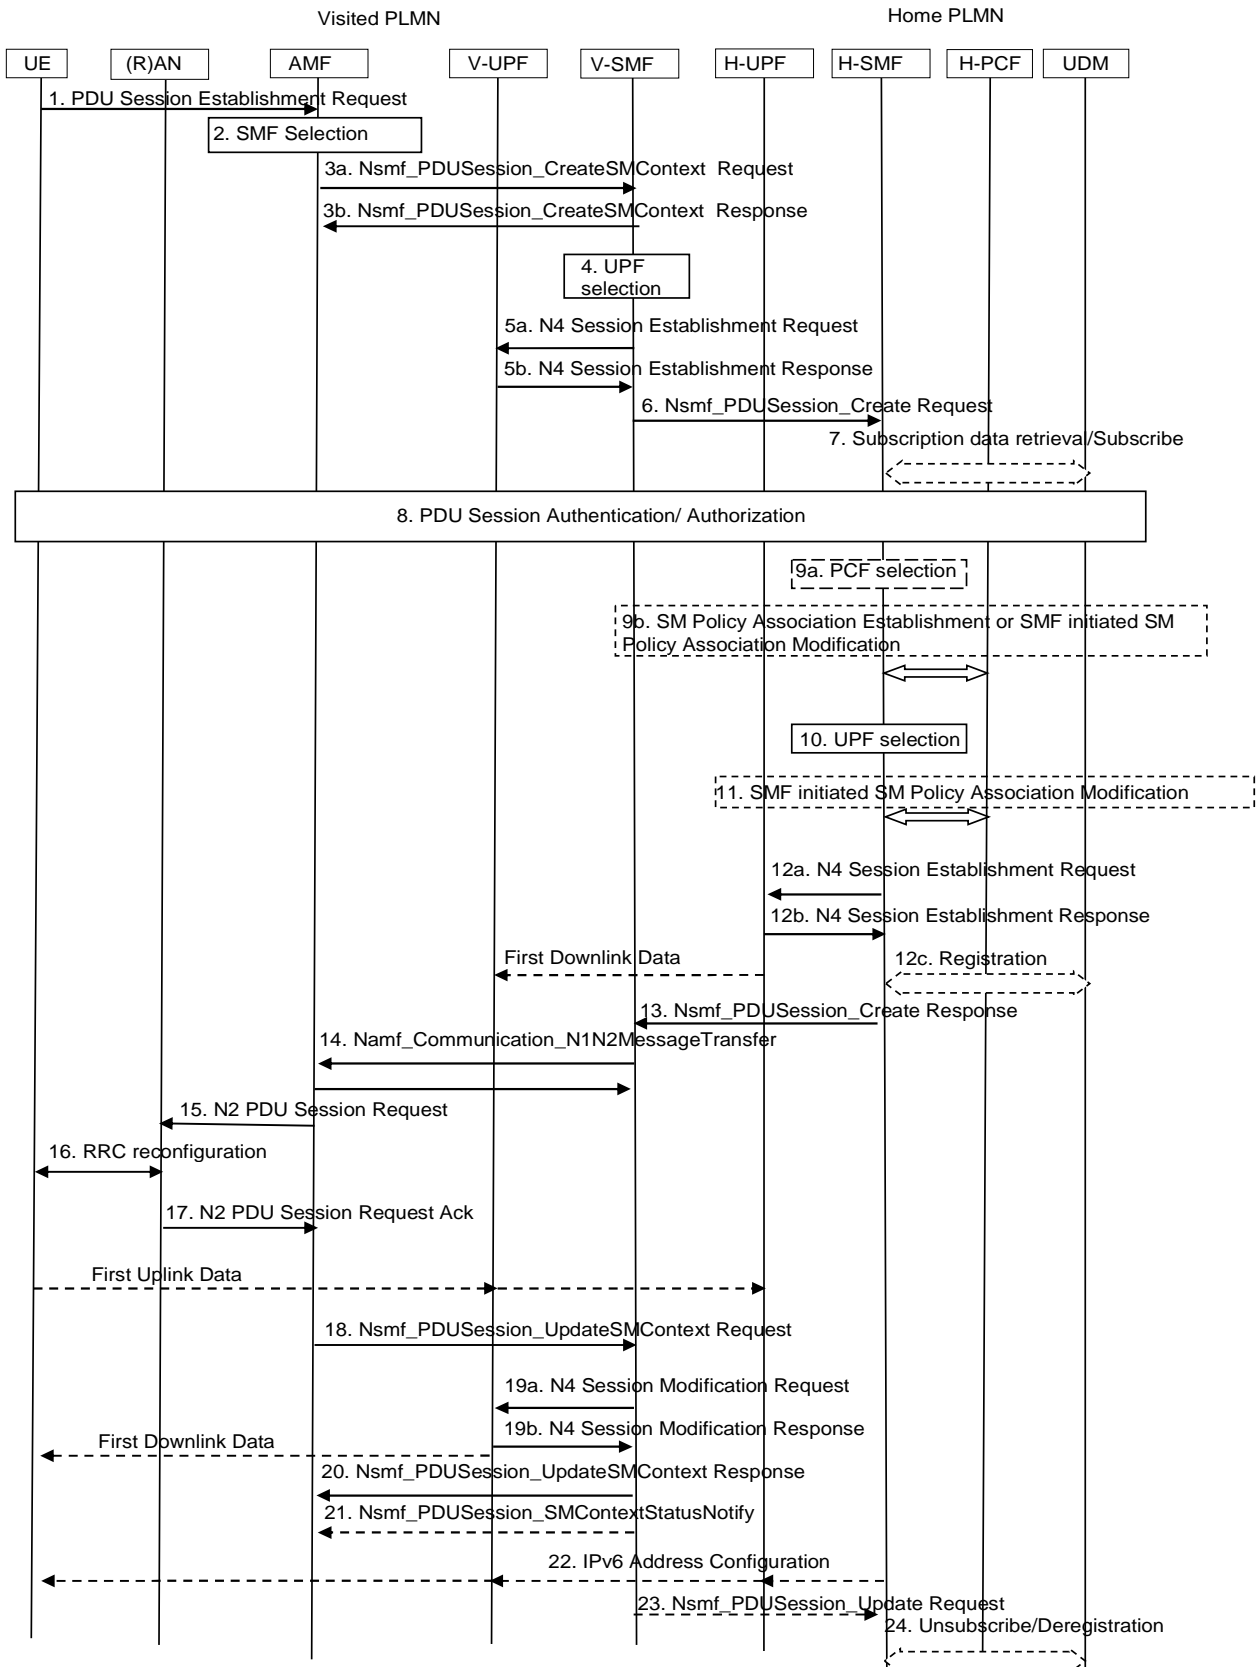 Visited PLMN
Home PLMN
UE
(R)AN
AMF
V-UPF
V-SMF
H-UPF
H-SMF
H-PCF
UDM
1. PDU Session Establishment Request
2. SMF Selection
3a. Nsmf_PDUSession_CreateSMContext Request
3b. Nsmf_PDUSession_CreateSMContext Response
4. UPF
selection
5a. N4 Session Establishment Request
5b. N4 Session Establishment Response
6. Nsmf_PDUSession_Create Request
7. Subscription data retrieval/Subscribe
8. PDU Session Authentication/ Authorization
9a. PCF selection
9b. SM Policy Association Establishment or SMF initiated SM
Policy Association Modification
10. UPF selection
11. SMF initiated SM Policy Association Modification
12a. N4 Session Establishment Request
12b. N4 Session Establishment Response
First Downlink Data
12c. Registration
13. Nsmf_PDUSession_Create Response
14. Namf_Communication_N1N2MessageTransfer
15. N2 PDU Session Request
16. RRC reconfiguration
17. N2 PDU Session Request Ack
First Uplink Data
18. Nsmf_PDUSession_UpdateSMContext Request
19a. N4 Session Modification Request
19b. N4 Session Modification Response
First Downlink Data
20. Nsmf_PDUSession_UpdateSMContext Response
21. Nsmf_PDUSession_SMContextStatusNotify
22. IPv6 Address Configuration
23. Nsmf_PDUSession_Update Request
24. Unsubscribe/Deregistration